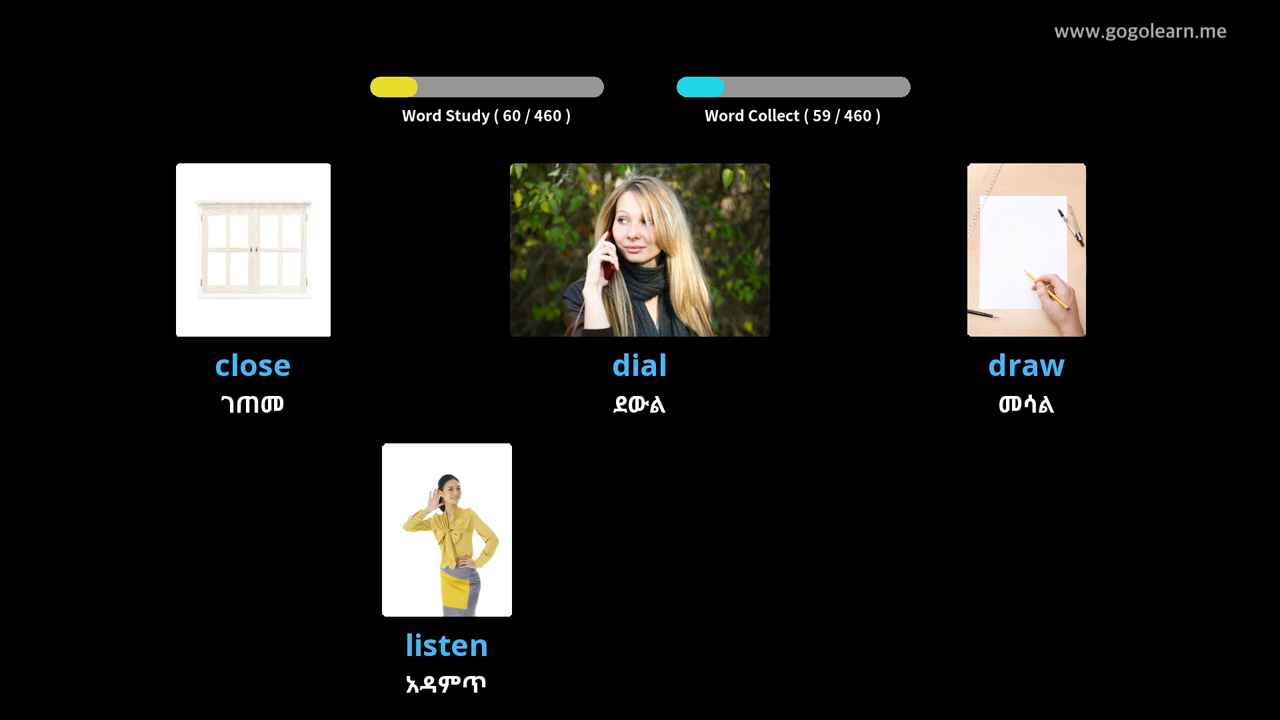 www.gogolearn.me
Word Study ( 60 / 460 )
Word Collect ( 59 / 460 )
close
ገጠመ
dial
ደውል
draw
መሳል
listen
አዳምጥ